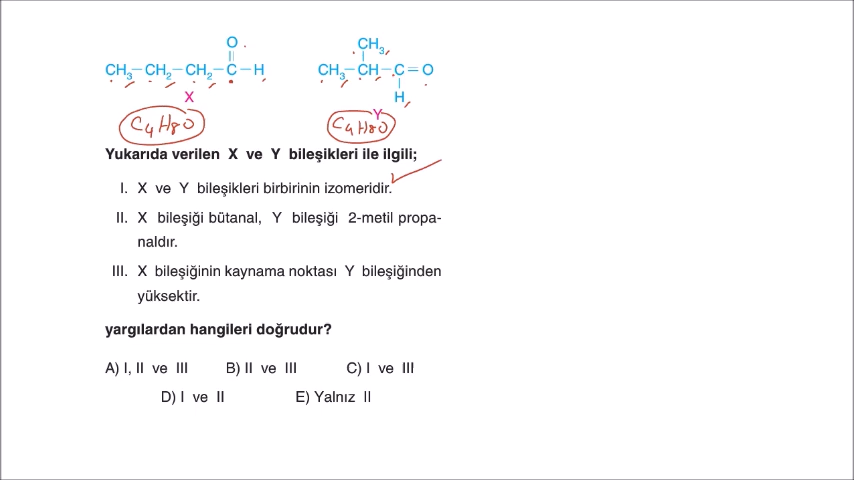 O
||
CH₃–CH₂–CH₂–C–H
X
C₄H₈O
CH₃
|
CH₃–CH–C=O
|
H
Y
C₄H₈O
Yukarıda verilen X ve Y bileşikleri ile ilgili;
I. X ve Y bileşikleri birbirinin izomeridir.
II. X bileşiği bütanal, Y bileşiği 2-metil propa-
naldır.
III. X bileşiğinin kaynama noktası Y bileşiğinden
yüksektir.
yargılardan hangileri doğrudur?
A) I, II ve III B) II ve III C) I ve III
D) I ve II E) Yalnız II